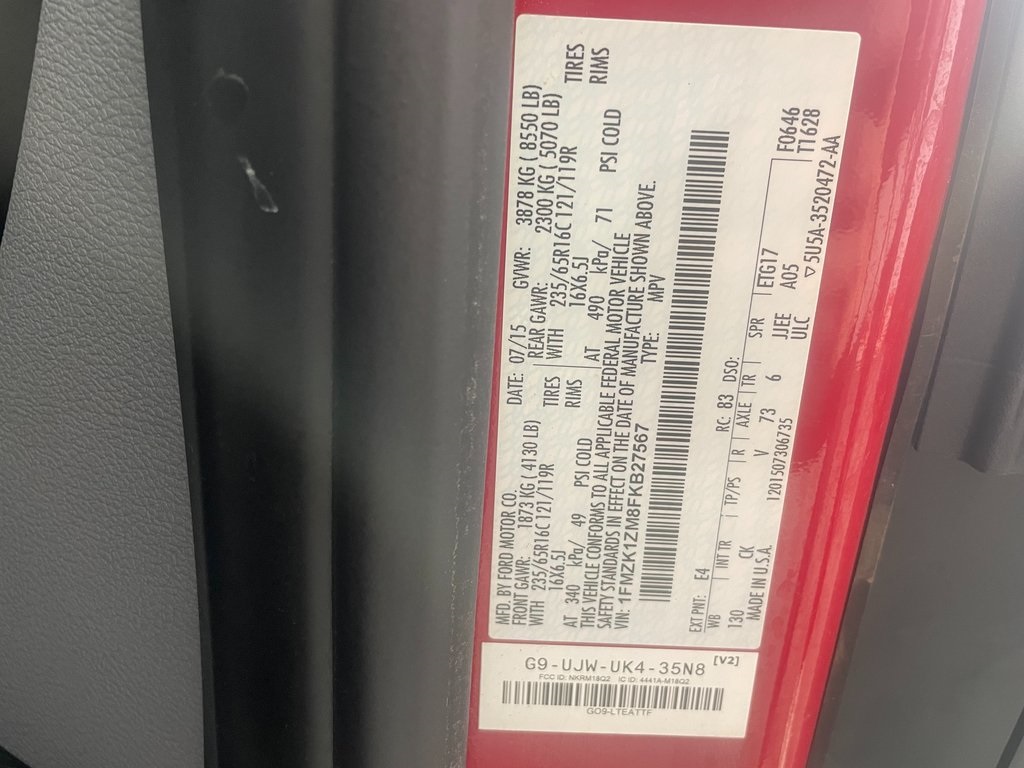 MFD. BY FORD MOTOR CO.
DATE: 07/15 GVWR: 3878 KG ( 8550 LB)
FRONT GAWR: 1873 KG ( 4130 LB)
REAR GAWR: 2300 KG ( 5070 LB)
WITH 235/65R16C 121/119R TIRES
WITH 235/65R16C 121/119R TIRES
16X6.5J RIMS
16X6.5J RIMS
AT 340 kPa/ 49 PSI COLD
AT 490 kPa/ 71 PSI COLD
THIS VEHICLE CONFORMS TO ALL APPLICABLE FEDERAL MOTOR VEHICLE
SAFETY STANDARDS IN EFFECT ON THE DATE OF MANUFACTURE SHOWN ABOVE.
VIN: 1FMZK1ZM8FKB27567 TYPE: MPV
EXT PNT: E4 RC: 83 DSO:
WB INT TR TP/PS R AXLE TR SPR ETG17 F0646
130 CK V 73 6 JIEE A05 T1628
MADE IN U.S.A. 1201507306735 ULC
▽5U5A-3520472-AA
G9-UJW-UK4-35N8 [V2]
FCC ID: NKRM18Q2 IC ID: 4441A-M18Q2
GO9-LTEATTF